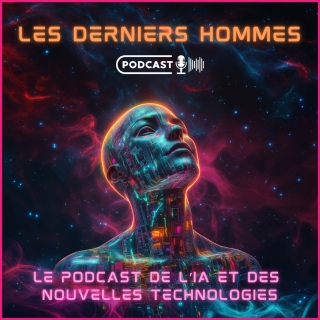 LES DERNIERS HOMMES
PODCAST
LE PODCAST DE L'IA ET DES
NOUVELLES TECHNOLOGIES